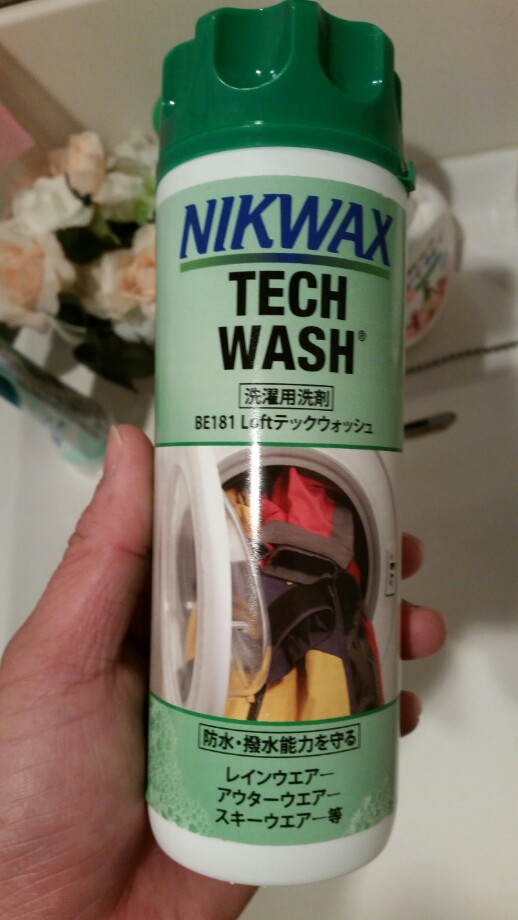 NIKWAX
TECH
WASH®
洗濯用洗剤
BE181 Loftテックウォッシュ
防水・撥水能力を守る
レインウエアー
アウターウエアー
スキーウエアー等